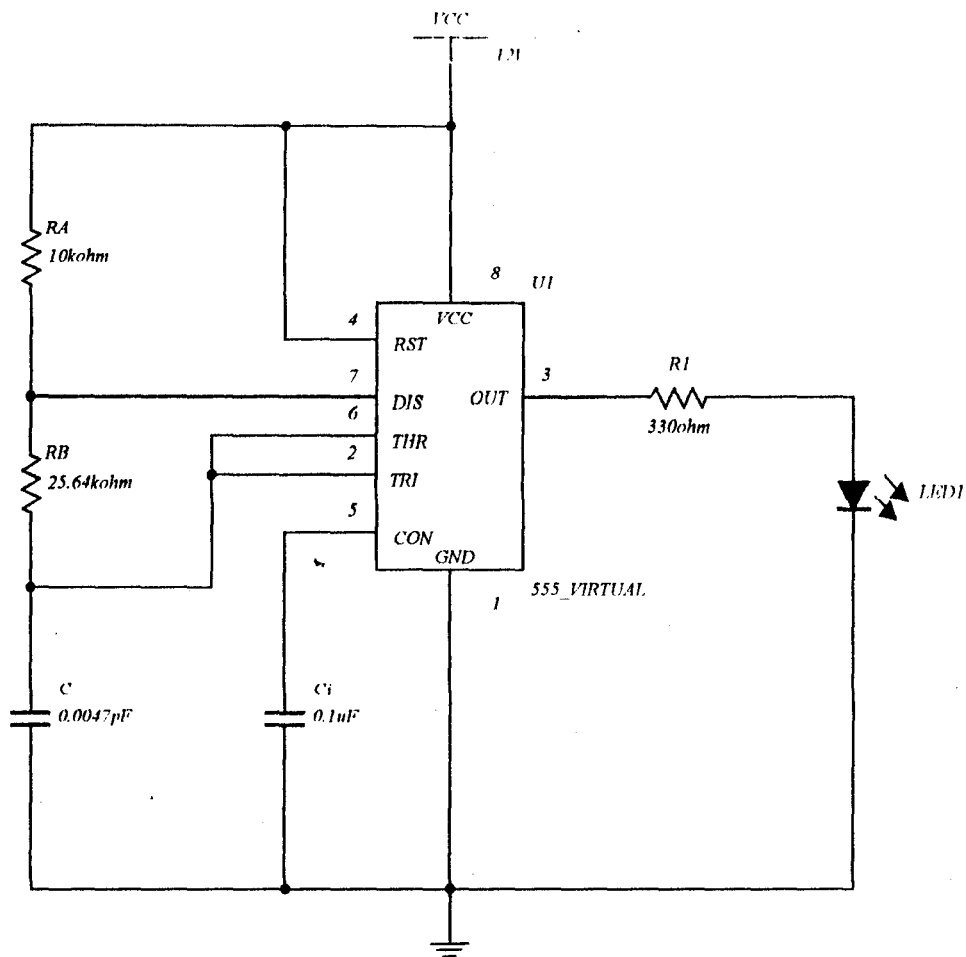 VCC
12V
RA
10kohm
8
U1
4
VCC
RST
7
DIS
OUT
3
R1
330ohm
6
THR
RB
25.64kohm
2
TRI
LED1
5
CON
GND
555_VIRTUAL
1
C
0.0047pF
Ci
0.1uF